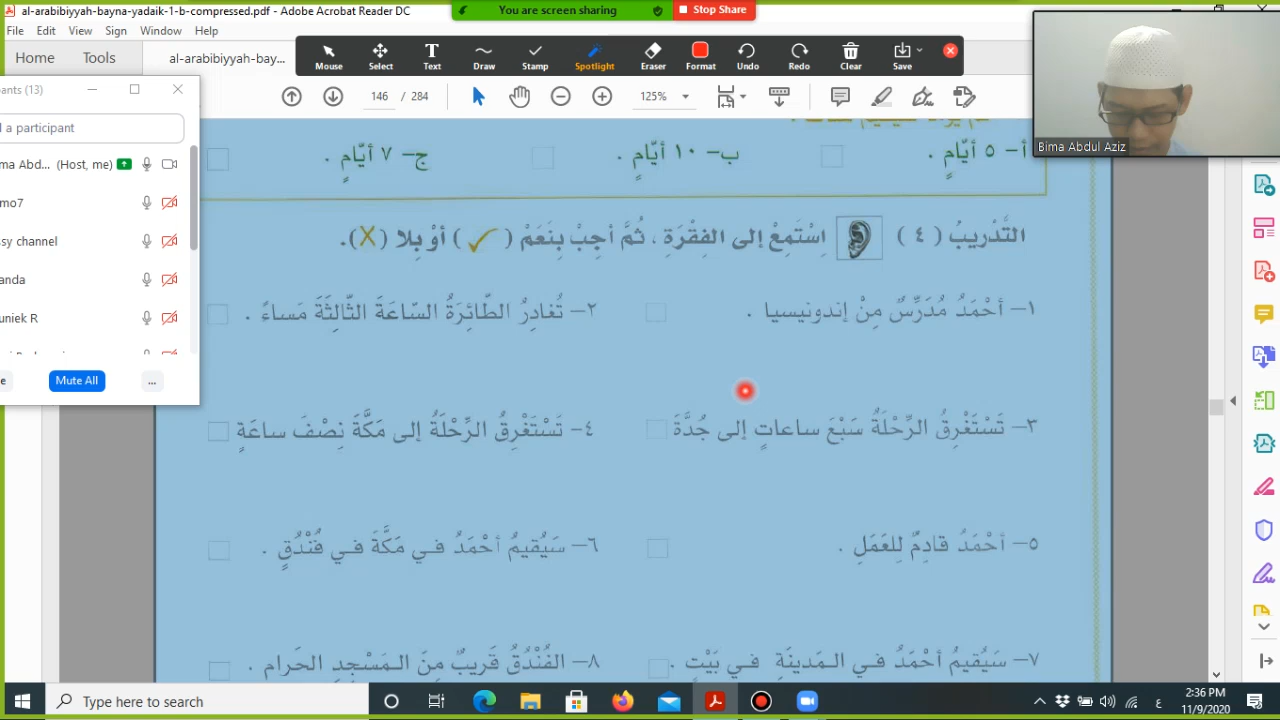 al-arabibiyyah-bayna-yadaik-1-b-compressed.pdf - Adobe Acrobat Reader DC
You are screen sharing
Stop Share
File Edit View Sign Window Help
Home Tools al-arabibiyyah-bay...
Mouse Select Text Draw Stamp Spotlight Eraser Format Undo Redo Clear Save
146 / 284 125%
ants (13)
d a participant
ma Abd... (Host, me)
mo7
sy channel
anda
uniek R
e Mute All ...
Bima Abdul Aziz
أ– ٥ أيّامٍ . ب– ١٠ أيّامٍ . ج– ٧ أيّامٍ .
التَّدْريبُ ( ٤ ) اِسْتَمِعْ إلى الفِقْرَةِ ، ثُمَّ أجِبْ بِنَعَمْ ( ✓ ) أوْ بِلا (X).
١– أحْمَدُ مُدَرِّسٌ مِنْ إندونيسيا .
٢– تُغادِرُ الطّائِرَةُ السّاعَةَ الثّالِثَةَ مَساءً .
٣– تَسْتَغْرِقُ الرِّحْلَةُ سَبْعَ ساعاتٍ إلى جُدَّةَ
٤– تَسْتَغْرِقُ الرِّحْلَةُ إلى مَكَّةَ نِصْفَ ساعَةٍ
٥– أحْمَدُ قادِمٌ لِلعَمَلِ .
٦– سَيُقيمُ أحْمَدُ في مَكَّةَ في فُنْدُقٍ .
٧– سَيُقيمُ أحْمَدُ في المَدينَةِ في بَيْتٍ .
٨– الفُنْدُقُ قَريبٌ مِنَ المَسْجِدِ الحَرامِ .
Type here to search
ع
2:36 PM
11/9/2020